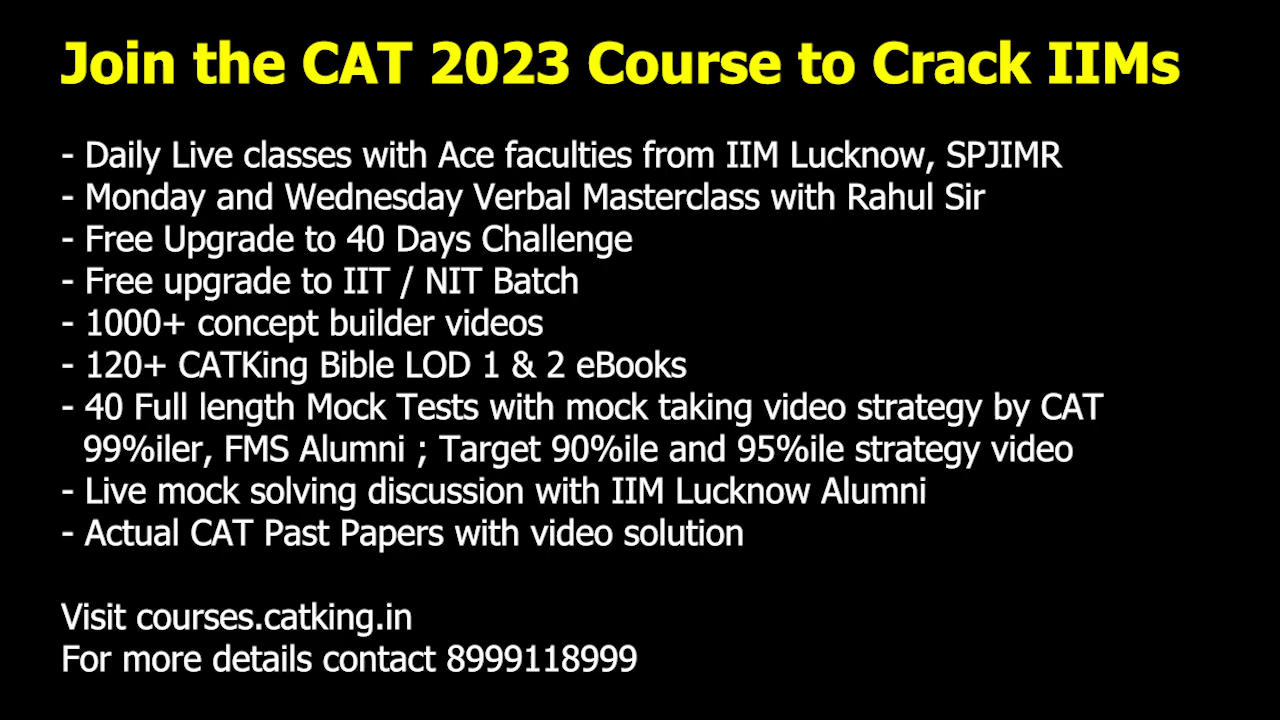 Join the CAT 2023 Course to Crack IIMs
- Daily Live classes with Ace faculties from IIM Lucknow, SPJIMR
- Monday and Wednesday Verbal Masterclass with Rahul Sir
- Free Upgrade to 40 Days Challenge
- Free upgrade to IIT / NIT Batch
- 1000+ concept builder videos
- 120+ CATKing Bible LOD 1 & 2 eBooks
- 40 Full length Mock Tests with mock taking video strategy by CAT
99%iler, FMS Alumni ; Target 90%ile and 95%ile strategy video
- Live mock solving discussion with IIM Lucknow Alumni
- Actual CAT Past Papers with video solution
Visit courses.catking.in
For more details contact 8999118999